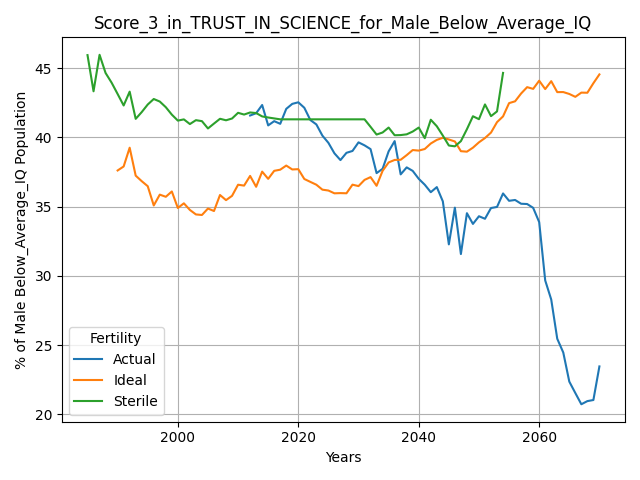 Score_3_in_TRUST_IN_SCIENCE_for_Male_Below_Average_IQ
% of Male Below_Average_IQ Population
45
40
35
30
25
20
Fertility
Actual
Ideal
Sterile
2000
2020
2040
2060
Years